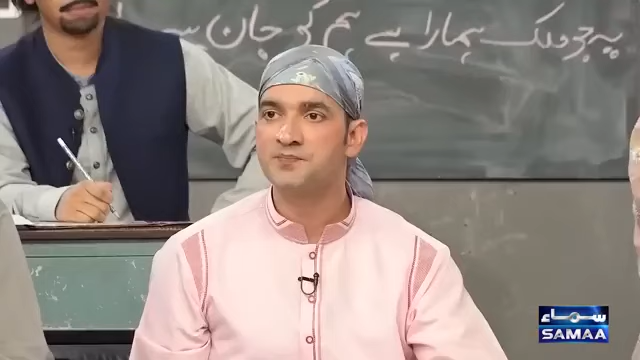 یہ جو ملک ہمارا ہے ہم کو جان سے
سماء
SAMAA